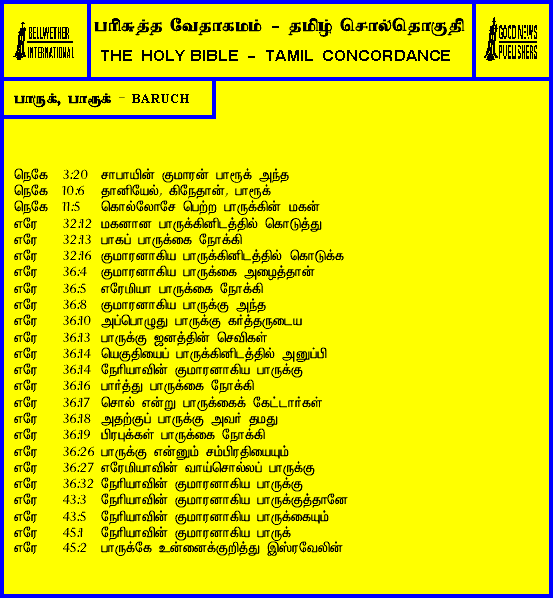 BELLWETHER
INTERNATIONAL
பரிசுத்த வேதாகமம் - தமிழ் சொல்தொகுதி
THE HOLY BIBLE - TAMIL CONCORDANCE
GOOD NEWS
PUBLISHERS
பாருக், பாரூக் - BARUCH
நெகே 3:20 சாபாயின் குமாரன் பாரூக் அந்த
நெகே 10:6 தானியேல், கிநேதான், பாரூக்
நெகே 11:5 கொல்லோசே பெற்ற பாருக்கின் மகன்
எரே 32:12 மகனான பாருக்கினிடத்தில் கொடுத்து
எரே 32:13 பாகப் பாருக்கை நோக்கி
எரே 32:16 குமாரனாகிய பாருக்கினிடத்தில் கொடுக்க
எரே 36:4 குமாரனாகிய பாருக்கை அழைத்தான்
எரே 36:5 எரேமியா பாருக்கை நோக்கி
எரே 36:8 குமாரனாகிய பாருக்கு அந்த
எரே 36:10 அப்பொழுது பாருக்கு கர்த்தருடைய
எரே 36:13 பாருக்கு ஜனத்தின் செவிகள்
எரே 36:14 யெகுதியைப் பாருக்கினிடத்தில் அனுப்பி
எரே 36:14 நேரியாவின் குமாரனாகிய பாருக்கு
எரே 36:16 பார்த்து பாருக்கை நோக்கி
எரே 36:17 சொல் என்று பாருக்கைக் கேட்டார்கள்
எரே 36:18 அதற்குப் பாருக்கு அவர் தமது
எரே 36:19 பிரபுக்கள் பாருக்கை நோக்கி
எரே 36:26 பாருக்கு என்னும் சம்பிரதியையும்
எரே 36:27 எரேமியாவின் வாய்சொல்லப் பாருக்கு
எரே 36:32 நேரியாவின் குமாரனாகிய பாருக்கு
எரே 43:3 நேரியாவின் குமாரனாகிய பாருக்குத்தானே
எரே 43:5 நேரியாவின் குமாரனாகிய பாருக்கையும்
எரே 45:1 நேரியாவின் குமாரனாகிய பாருக்
எரே 45:2 பாருக்கே உன்னைக்குறித்து இஸ்ரவேலின்